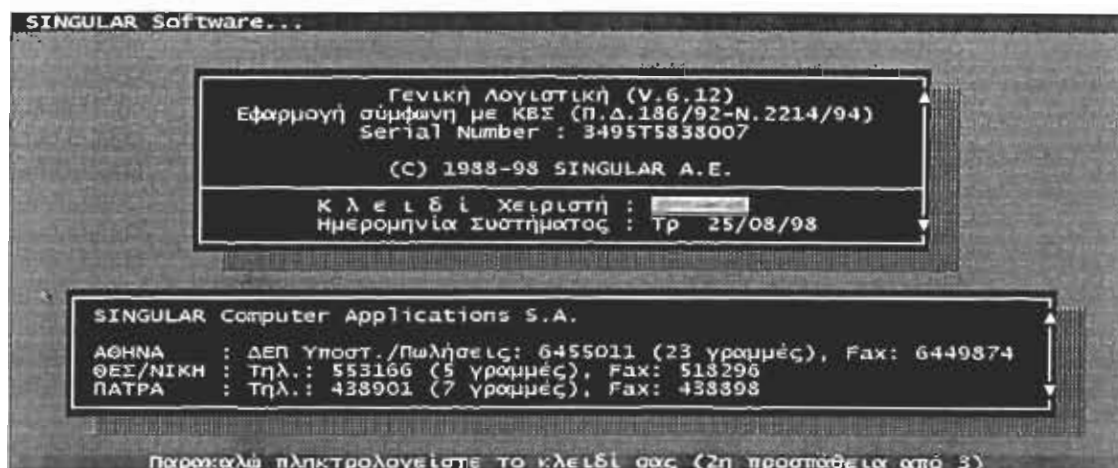 SINGULAR Software...
Γενική Λογιστική (V.6.12)
Εφαρμογή σύμφωνη με ΚΒΣ (Π.Δ.186/92-Ν.2214/94)
Serial Number : 3495T5838007
(C) 1988-98 SINGULAR A.E.
Κ λ ε ι δ ί Χειριστή :
Ημερομηνία Συστήματος : Τρ 25/08/98
SINGULAR Computer Applications S.A.
ΑΘΗΝΑ : ΔΕΠ Υποστ./Πωλήσεις: 6455011 (23 γραμμές), Fax: 6449874
ΘΕΣ/ΝΙΚΗ : Τηλ.: 553166 (5 γραμμές), Fax: 518296
ΠΑΤΡΑ : Τηλ.: 438901 (7 γραμμές), Fax: 438898
Παρακαλώ πληκτρολογείστε το κλειδί σας (2η προσπάθεια από 8)